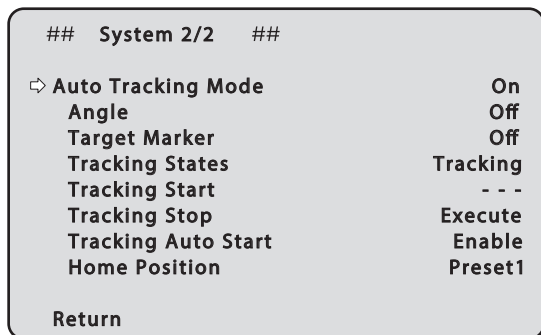 ## System 2/2 ##
⇨ Auto Tracking Mode On
Angle Off
Target Marker Off
Tracking States Tracking
Tracking Start - - -
Tracking Stop Execute
Tracking Auto Start Enable
Home Position Preset1
Return